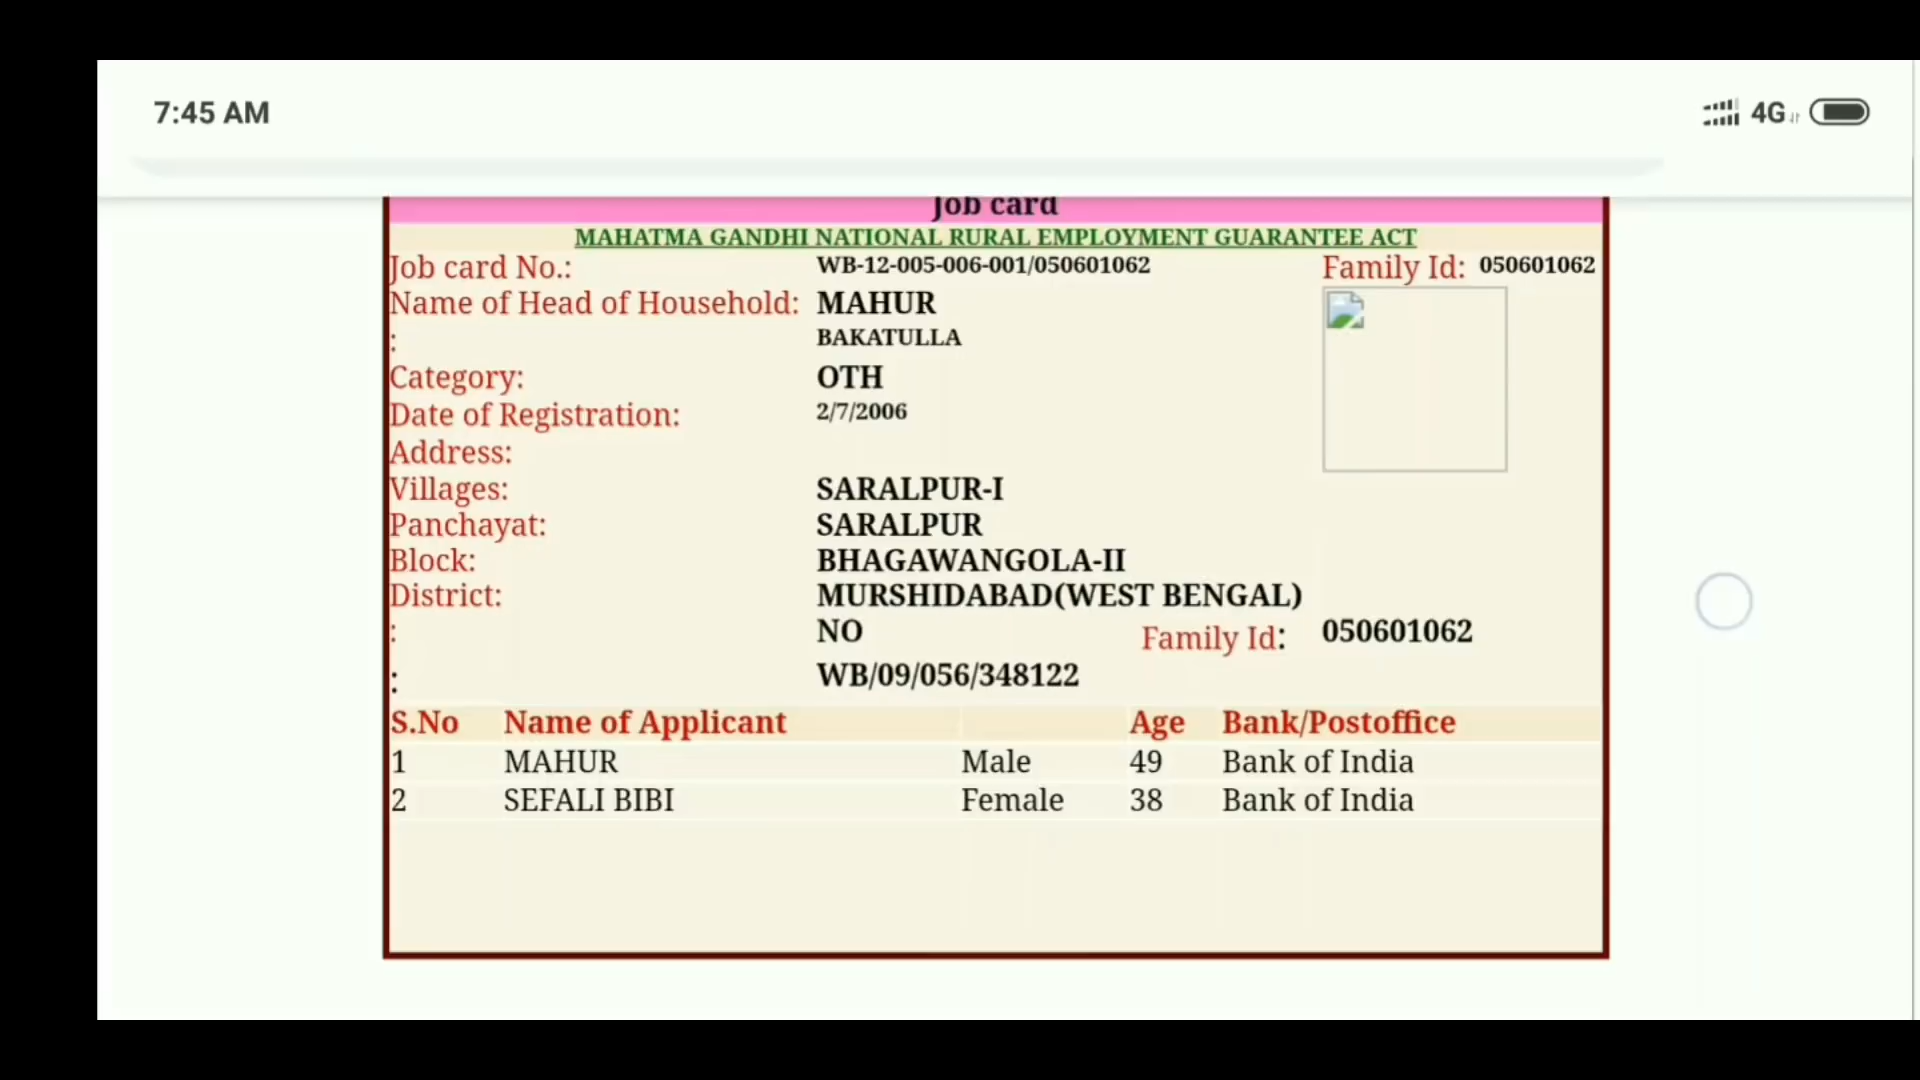 7:45 AM 4G
Job card
MAHATMA GANDHI NATIONAL RURAL EMPLOYMENT GUARANTEE ACT
Job card No.: WB-12-005-006-001/050601062 Family Id: 050601062
Name of Head of Household: MAHUR
: BAKATULLA
Category: OTH
Date of Registration: 2/7/2006
Address:
Villages: SARALPUR-I
Panchayat: SARALPUR
Block: BHAGAWANGOLA-II
District: MURSHIDABAD(WEST BENGAL)
: NO Family Id: 050601062
: WB/09/056/348122
S.No Name of Applicant Age Bank/Postoffice
1 MAHUR Male 49 Bank of India
2 SEFALI BIBI Female 38 Bank of India